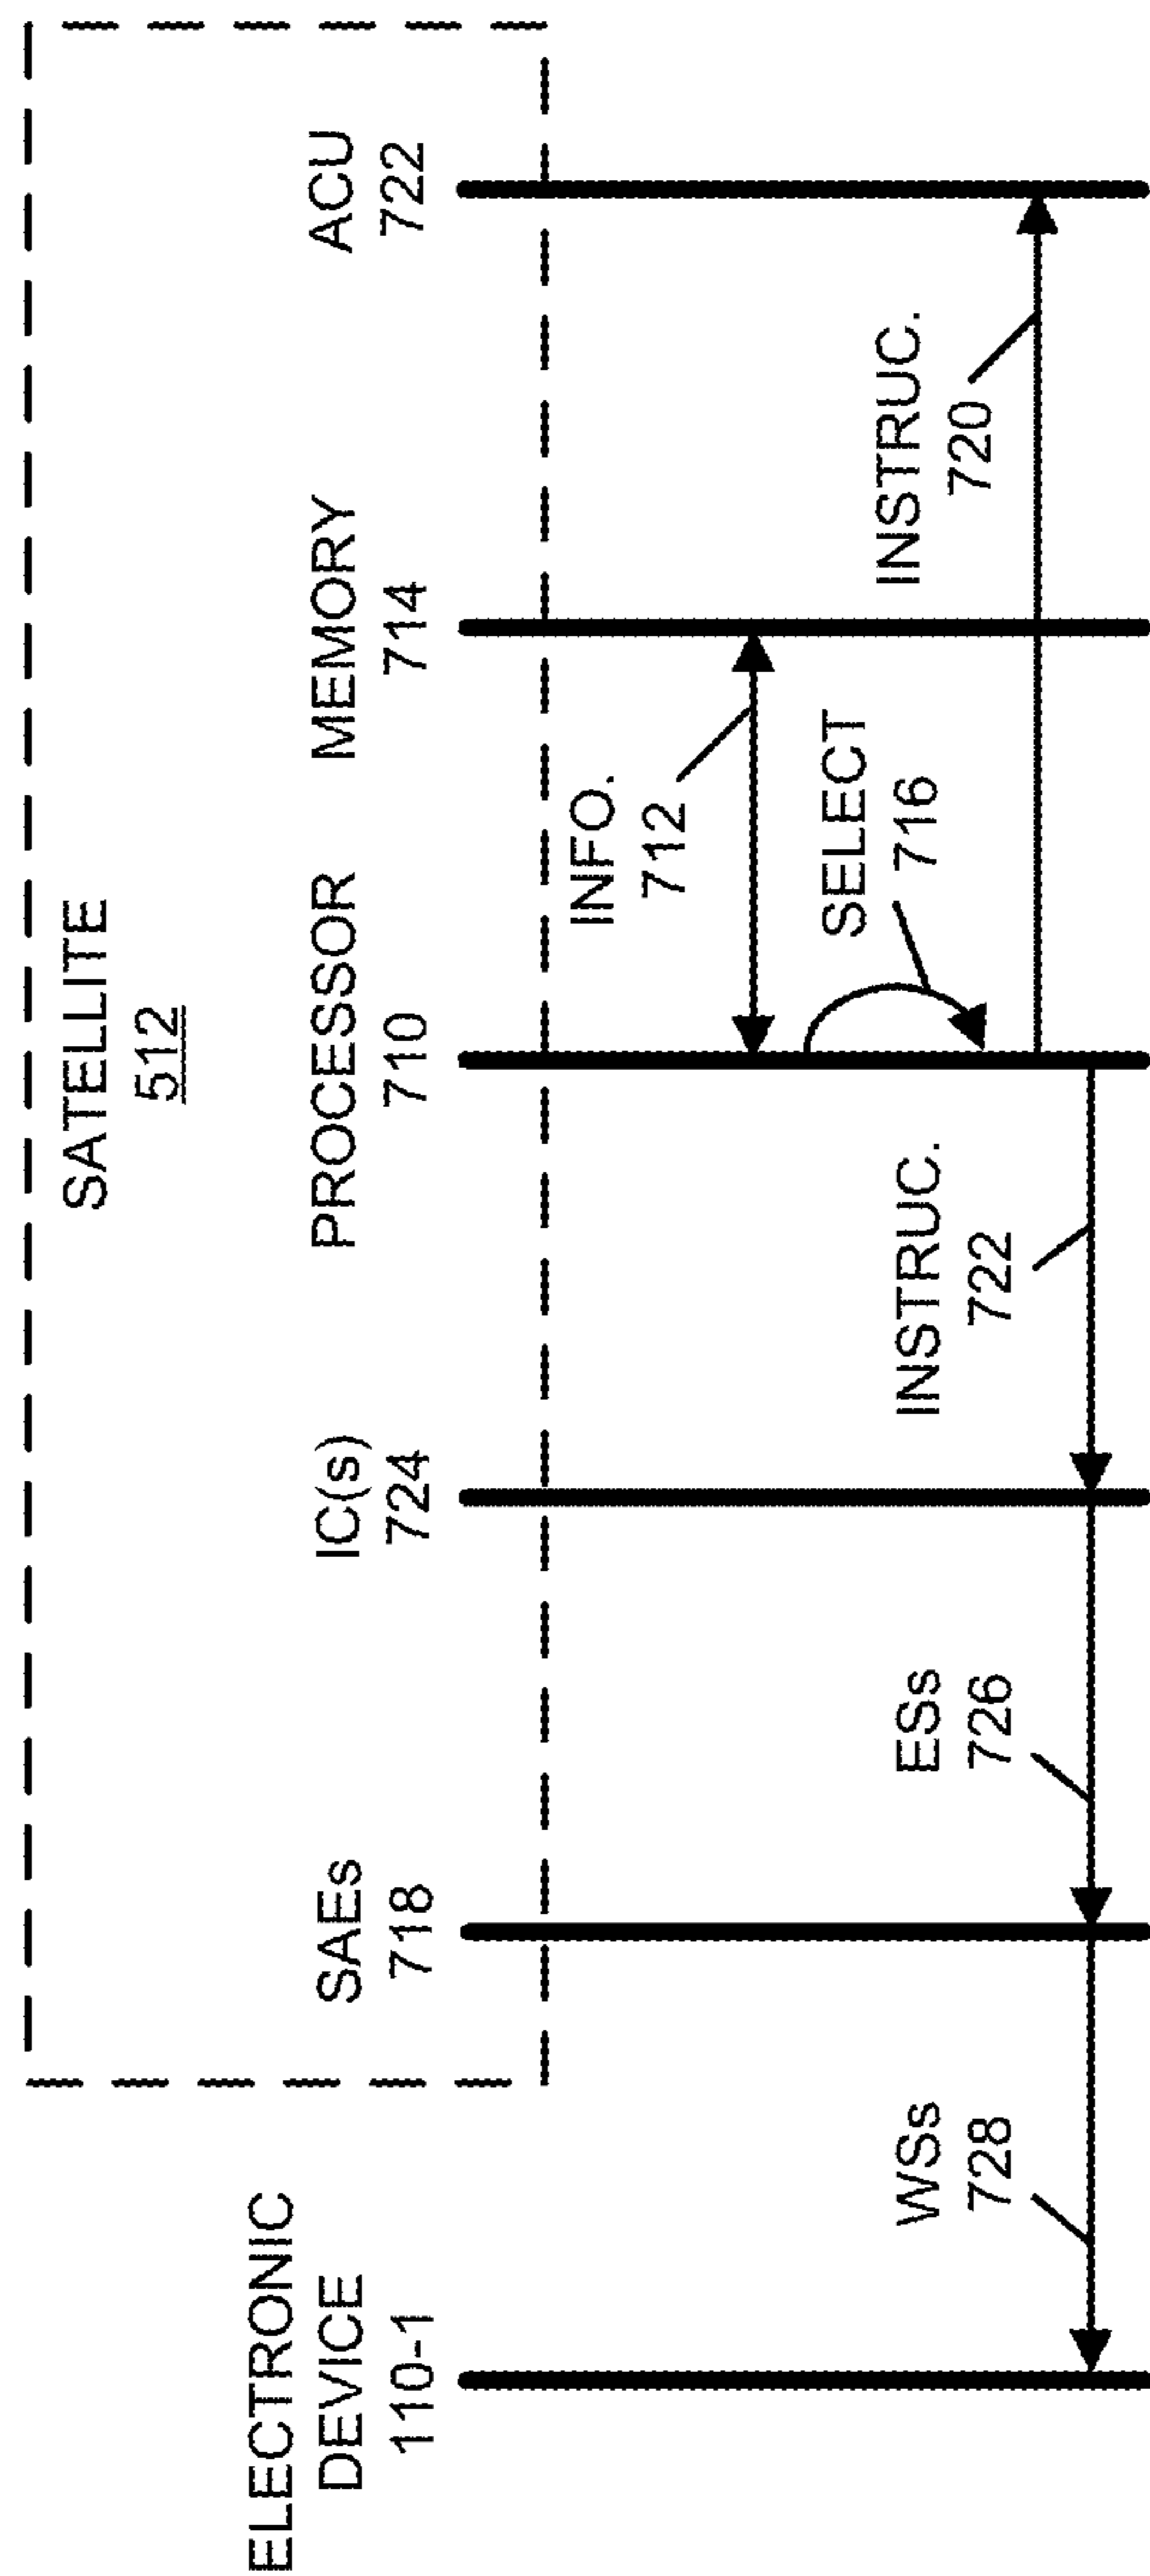 SATELLITE
512
ELECTRONIC
DEVICE
110-1
SAEs
718
IC(s)
724
PROCESSOR
710
MEMORY
714
ACU
722
INFO.
712
SELECT
716
INSTRUC.
720
INSTRUC.
722
ESs
726
WSs
728